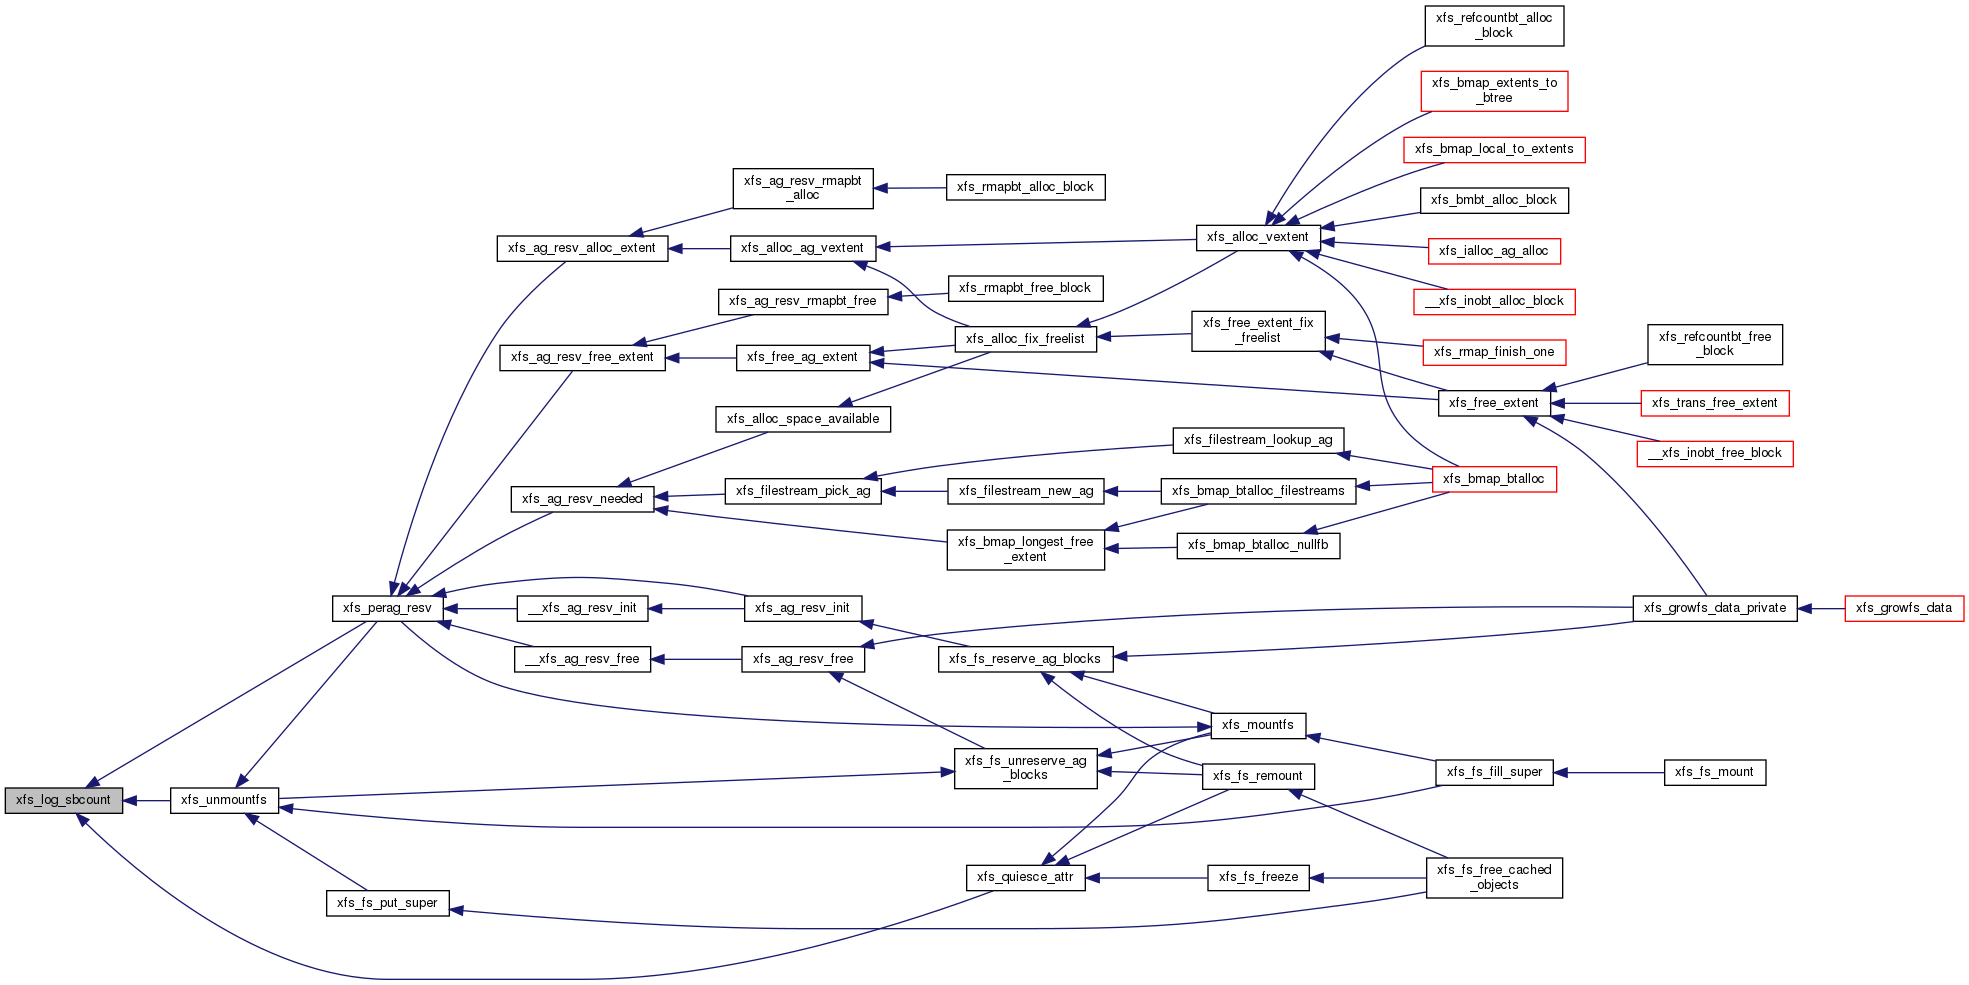 xfs_refcountbt_alloc
_block
xfs_bmap_extents_to
_btree
xfs_bmap_local_to_extents
xfs_ag_resv_rmapbt
_alloc
xfs_rmapbt_alloc_block
xfs_bmbt_alloc_block
xfs_ag_resv_alloc_extent
xfs_alloc_ag_vextent
xfs_alloc_vextent
xfs_ialloc_ag_alloc
xfs_ag_resv_rmapbt_free
xfs_rmapbt_free_block
__xfs_inobt_alloc_block
xfs_ag_resv_free_extent
xfs_free_ag_extent
xfs_alloc_fix_freelist
xfs_free_extent_fix
_freelist
xfs_rmap_finish_one
xfs_refcountbt_free
_block
xfs_alloc_space_available
xfs_free_extent
xfs_trans_free_extent
xfs_filestream_lookup_ag
__xfs_inobt_free_block
xfs_ag_resv_needed
xfs_filestream_pick_ag
xfs_filestream_new_ag
xfs_bmap_btalloc_filestreams
xfs_bmap_btalloc
xfs_bmap_longest_free
_extent
xfs_bmap_btalloc_nullfb
xfs_perag_resv
__xfs_ag_resv_init
xfs_ag_resv_init
xfs_growfs_data_private
xfs_growfs_data
__xfs_ag_resv_free
xfs_ag_resv_free
xfs_fs_reserve_ag_blocks
xfs_mountfs
xfs_fs_unreserve_ag
_blocks
xfs_fs_remount
xfs_fs_fill_super
xfs_fs_mount
xfs_log_sbcount
xfs_unmountfs
xfs_quiesce_attr
xfs_fs_freeze
xfs_fs_free_cached
_objects
xfs_fs_put_super